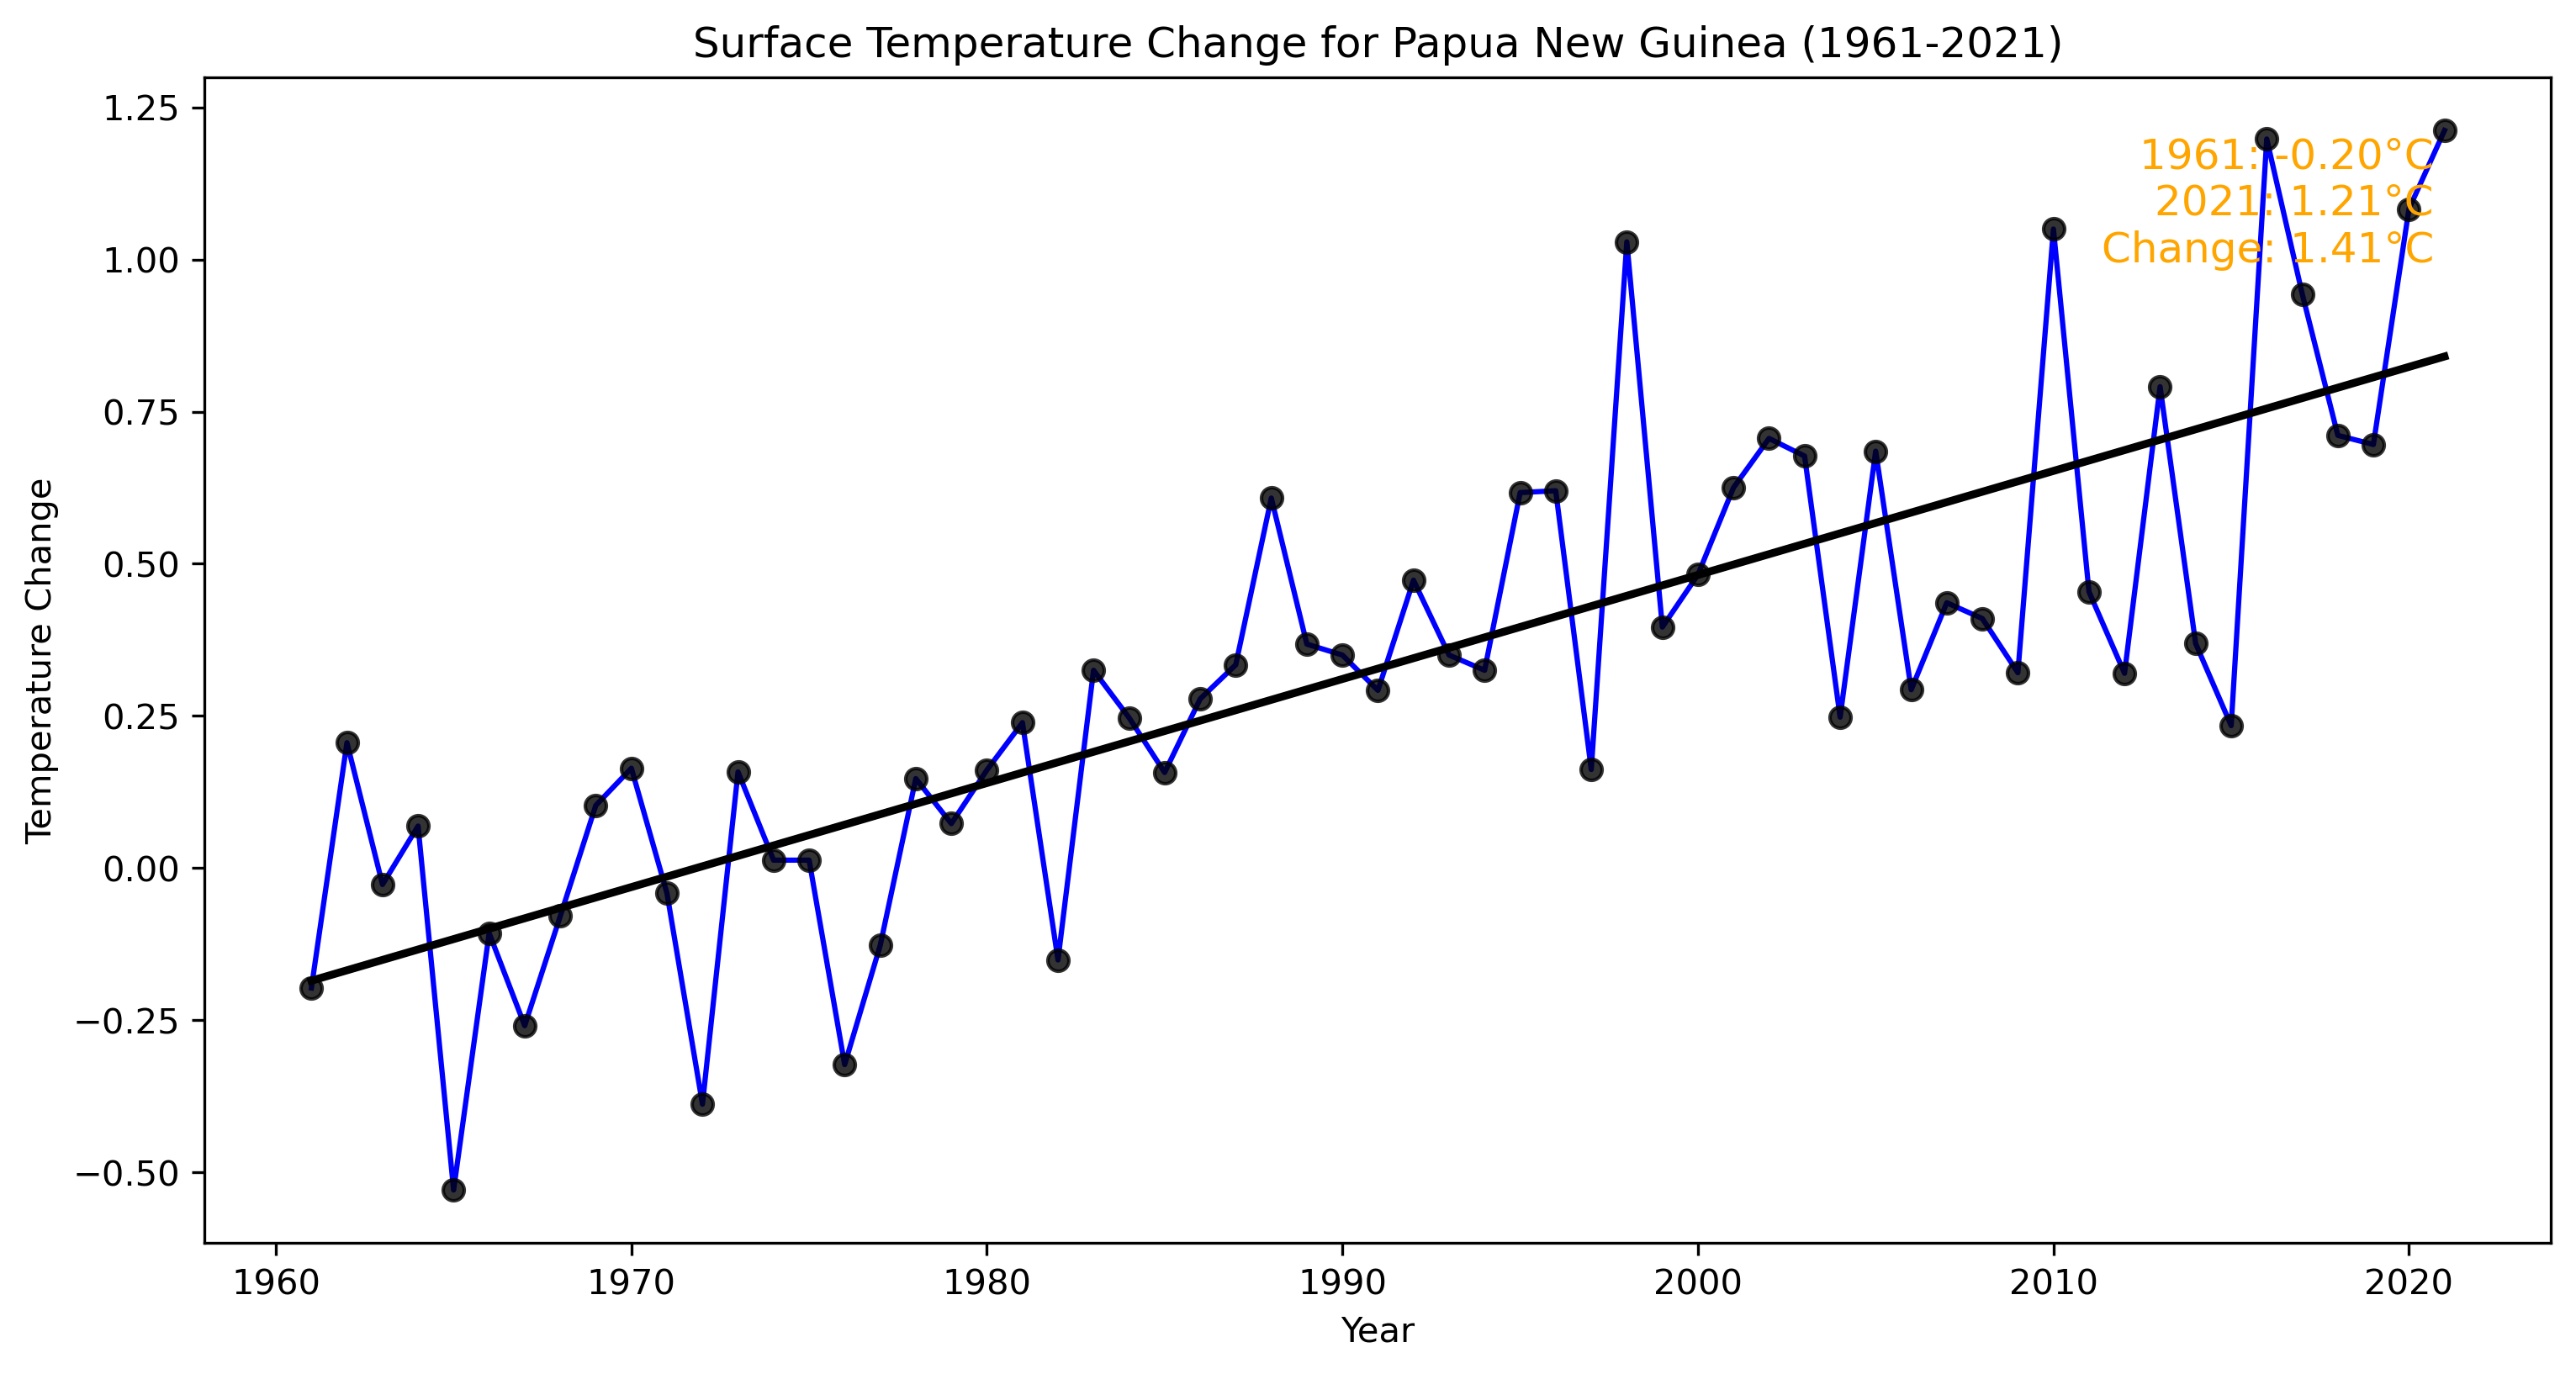 Surface Temperature Change for Papua New Guinea (1961-2021)
1961: -0.20°C
2021: 1.21°C
Change: 1.41°C
1.25
1.00
0.75
0.50
0.25
0.00
−0.25
−0.50
Temperature Change
1960 1970 1980 1990 2000 2010 2020
Year